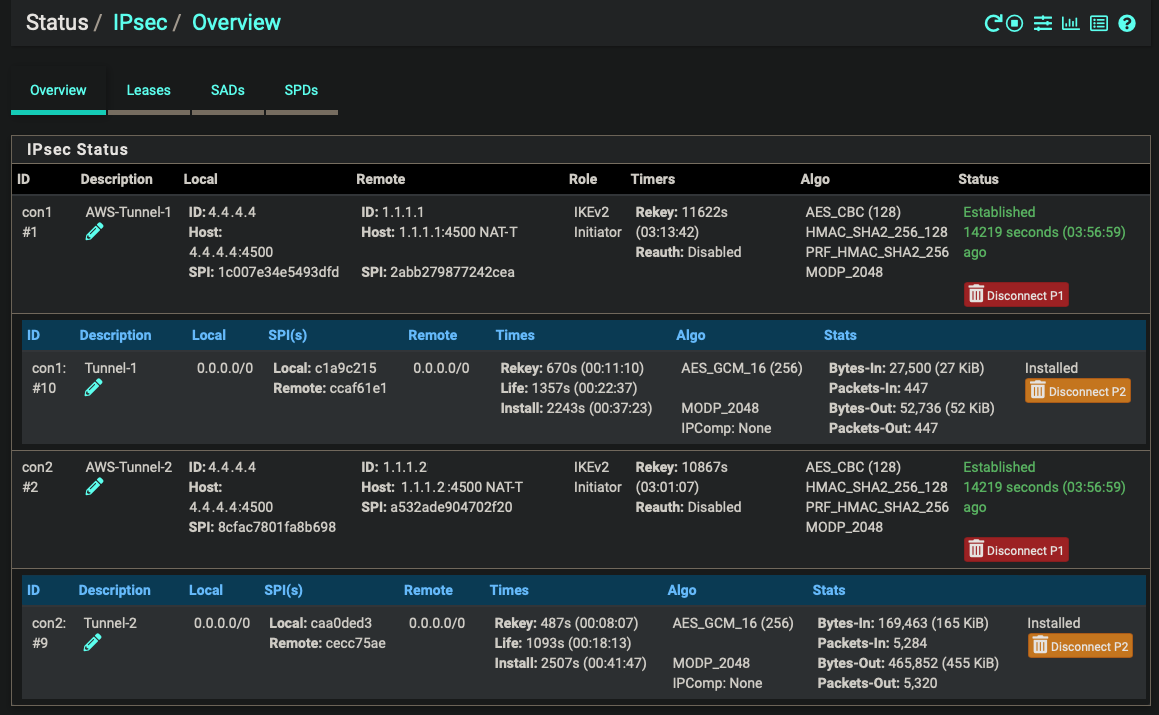 Status / IPsec / Overview
Overview Leases SADs SPDs
IPsec Status
ID Description Local Remote Role Timers Algo Status
con1 AWS-Tunnel-1 ID: 4.4.4.4 ID: 1.1.1.1 IKEv2 Rekey: 11622s AES_CBC (128) Established
#1 Host: Host: 1.1.1.1:4500 NAT-T Initiator (03:13:42) HMAC_SHA2_256_128 14219 seconds (03:56:59)
4.4.4.4:4500 Reauth: Disabled PRF_HMAC_SHA2_256 ago
SPI: 1c007e34e5493dfd SPI: 2abb279877242cea MODP_2048
Disconnect P1
ID Description Local SPI(s) Remote Times Algo Stats
con1: Tunnel-1 0.0.0.0/0 Local: c1a9c215 0.0.0.0/0 Rekey: 670s (00:11:10) AES_GCM_16 (256) Bytes-In: 27,500 (27 KiB) Installed
#10 Remote: ccaf61e1 Life: 1357s (00:22:37) Packets-In: 447 Disconnect P2
Install: 2243s (00:37:23) MODP_2048 Bytes-Out: 52,736 (52 KiB)
IPComp: None Packets-Out: 447
con2 AWS-Tunnel-2 ID: 4.4.4.4 ID: 1.1.1.2 IKEv2 Rekey: 10867s AES_CBC (128) Established
#2 Host: Host: 1.1.1.2:4500 NAT-T Initiator (03:01:07) HMAC_SHA2_256_128 14219 seconds (03:56:59)
4.4.4.4:4500 SPI: a532ade904702f20 Reauth: Disabled PRF_HMAC_SHA2_256 ago
SPI: 8cfac7801fa8b698 MODP_2048
Disconnect P1
ID Description Local SPI(s) Remote Times Algo Stats
con2: Tunnel-2 0.0.0.0/0 Local: caa0ded3 0.0.0.0/0 Rekey: 487s (00:08:07) AES_GCM_16 (256) Bytes-In: 169,463 (165 KiB) Installed
#9 Remote: cecc75ae Life: 1093s (00:18:13) Packets-In: 5,284 Disconnect P2
Install: 2507s (00:41:47) MODP_2048 Bytes-Out: 465,852 (455 KiB)
IPComp: None Packets-Out: 5,320